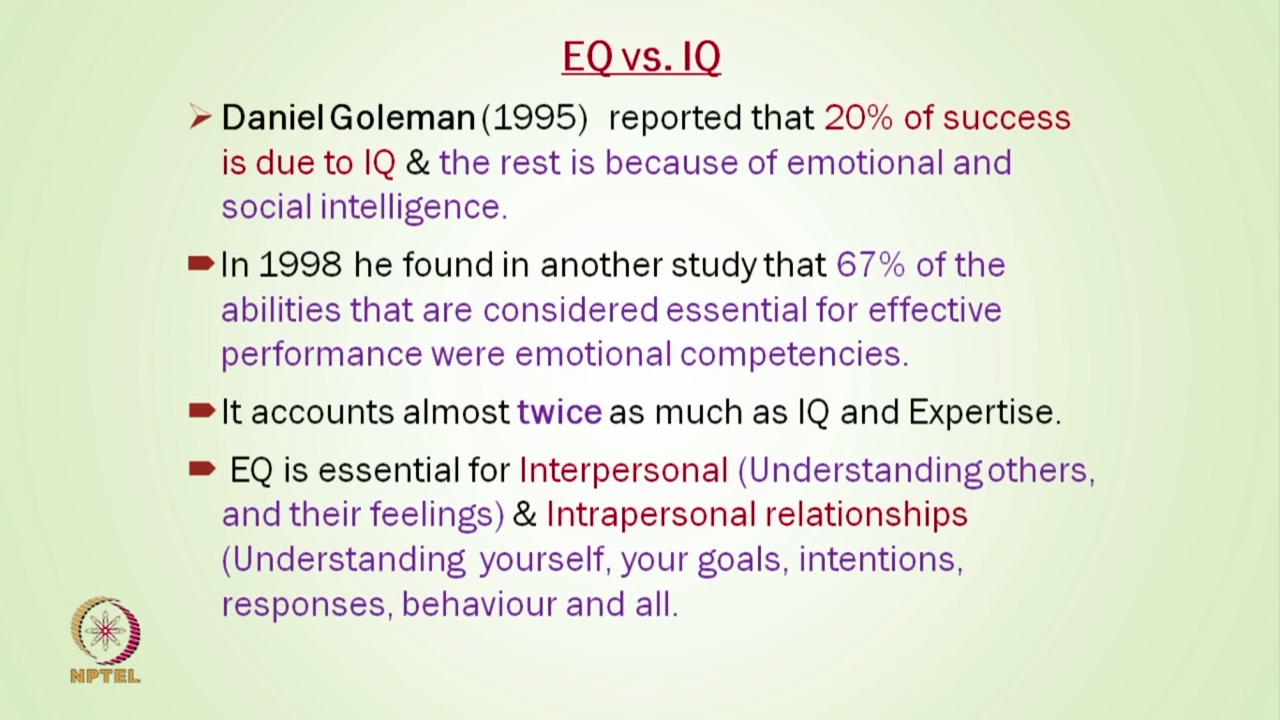 EQ vs. IQ
Daniel Goleman (1995) reported that 20% of success
is due to IQ & the rest is because of emotional and
social intelligence.
In 1998 he found in another study that 67% of the
abilities that are considered essential for effective
performance were emotional competencies.
It accounts almost twice as much as IQ and Expertise.
EQ is essential for Interpersonal (Understanding others,
and their feelings) & Intrapersonal relationships
(Understanding yourself, your goals, intentions,
responses, behaviour and all.
NPTEL